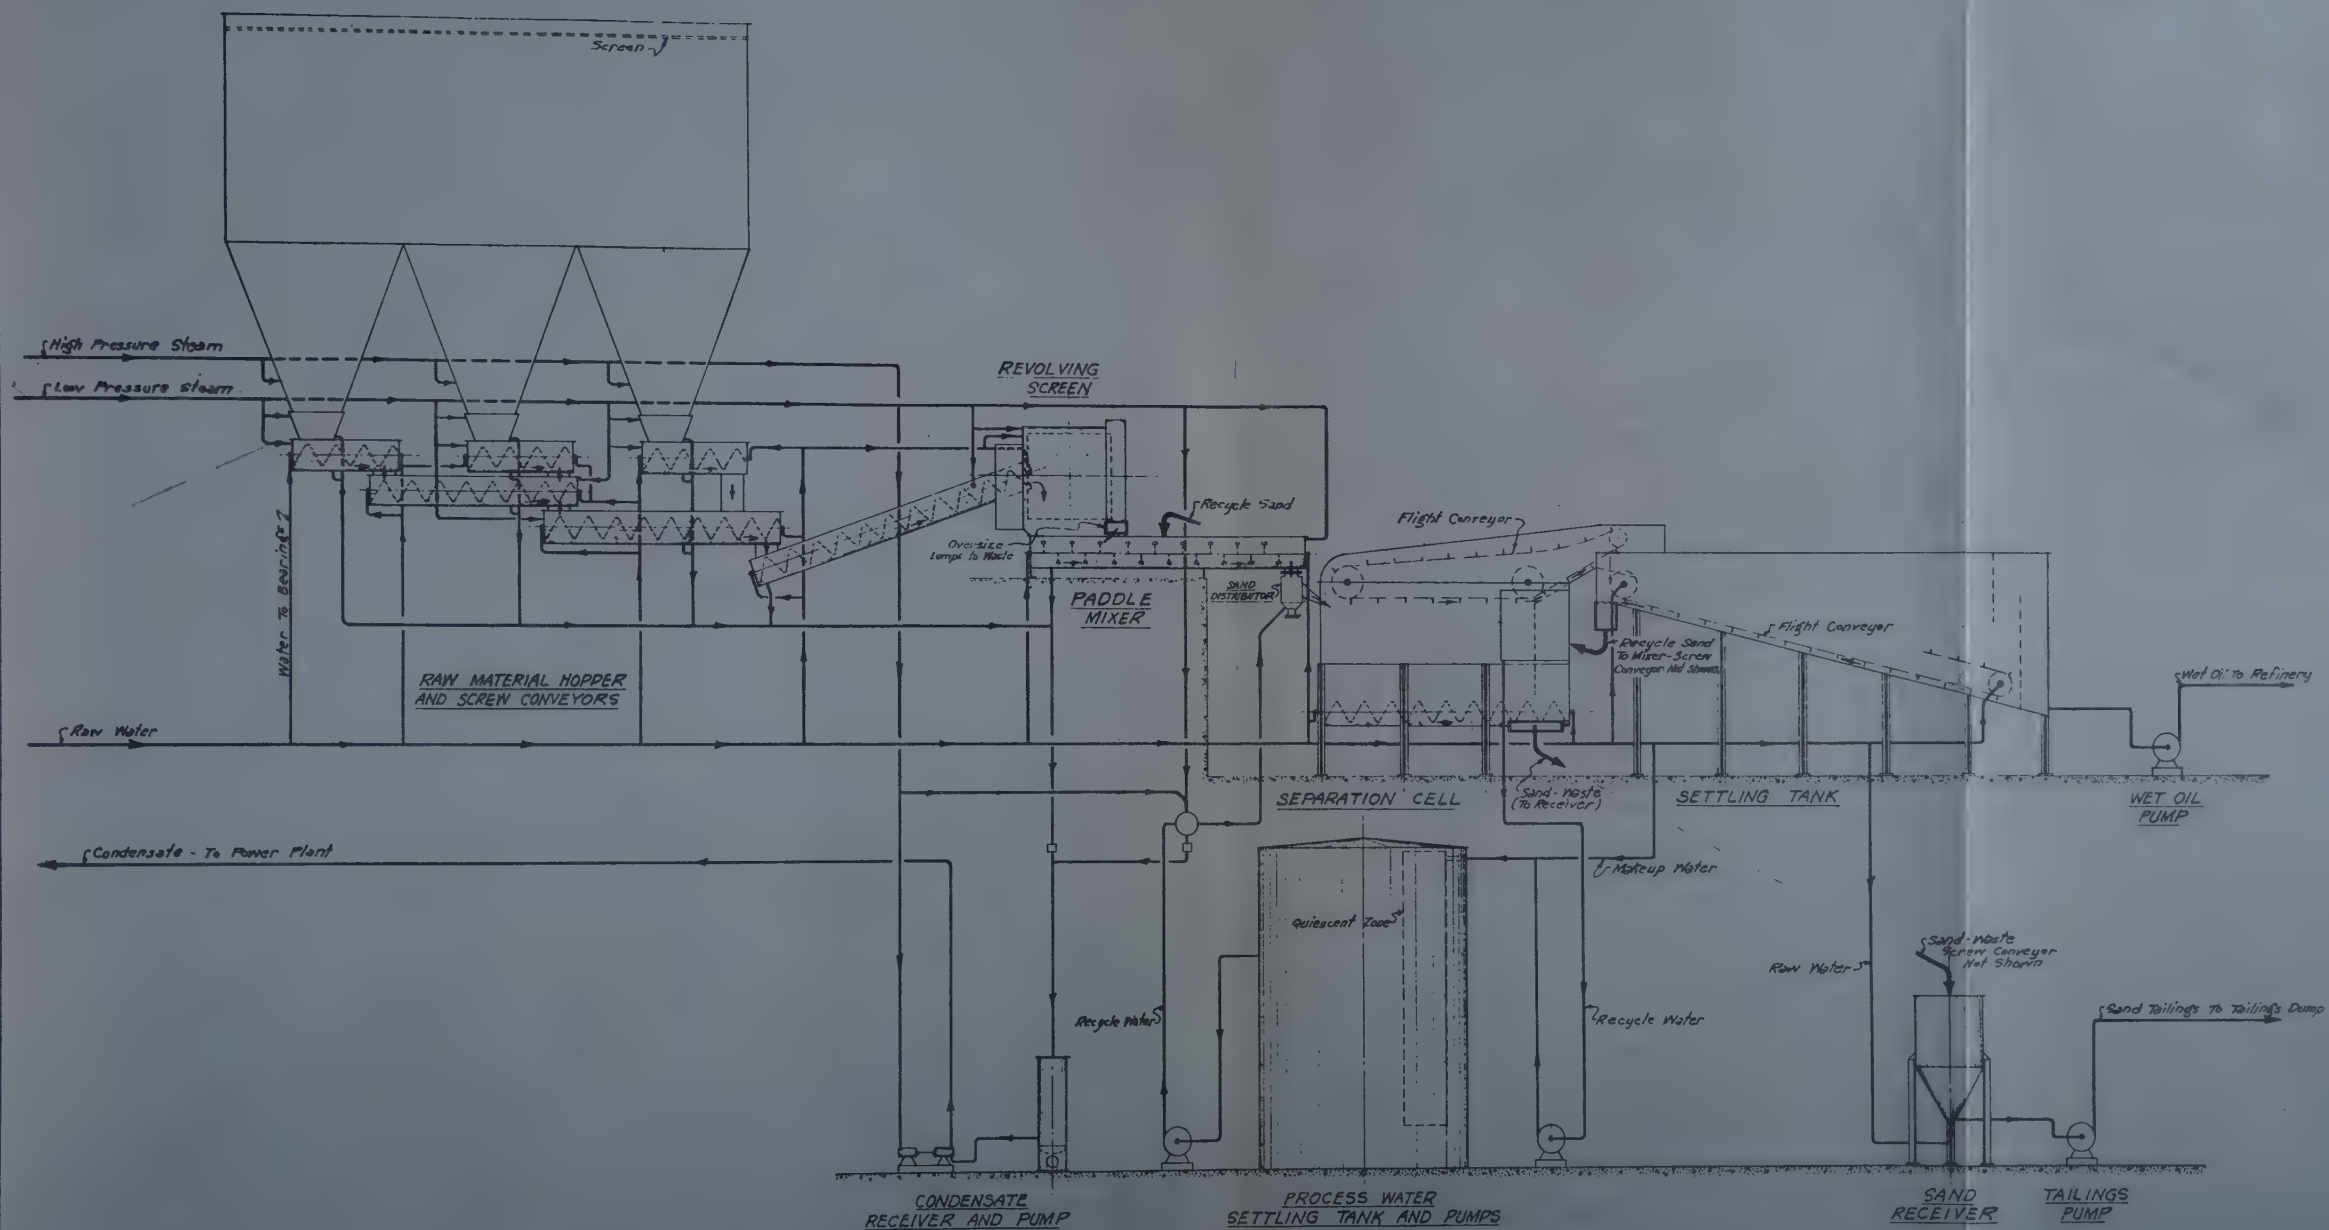 Screen
High Pressure Steam
Low Pressure Steam
REVOLVING
SCREEN
Recycle Sand
Oversize
Lumps to Waste
PADDLE
MIXER
SAND
DISTRIBUTOR
Flight Conveyor
Flight Conveyor
Recycle Sand
To Mixer-Screw
Conveyor Not Shown
Water To Bearings
RAW MATERIAL HOPPER
AND SCREW CONVEYORS
Wet Oil To Refinery
Raw Water
SEPARATION CELL
Sand-Waste
(To Receiver)
SETTLING TANK
WET OIL
PUMP
Condensate - To Power Plant
Makeup Water
Quiescent Zone
Sand-Waste
Screw Conveyor
Not Shown
Raw Water
Recycle Water
Recycle Water
Sand Tailings To Tailings Dump
CONDENSATE
RECEIVER AND PUMP
PROCESS WATER
SETTLING TANK AND PUMPS
SAND
RECEIVER
TAILINGS
PUMP